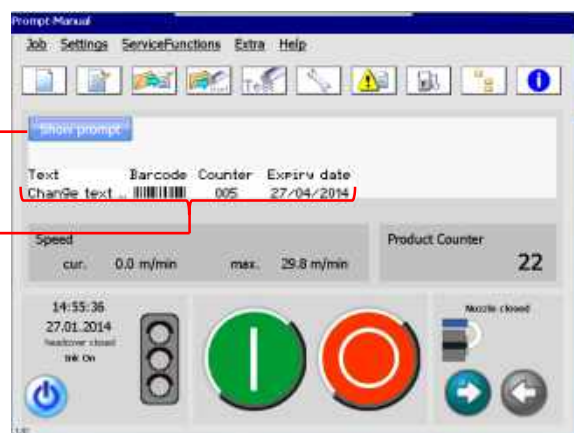 Prompt-Manual
Job Settings ServiceFunctions Extra Help
Show prompt
Text Barcode Counter Expiry date
Change text .. 005 27/04/2014
Speed
cur. 0.0 m/min max. 29.8 m/min
Product Counter
22
14:55:36
27.01.2014
headcover closed
Ink On
Nozzle closed